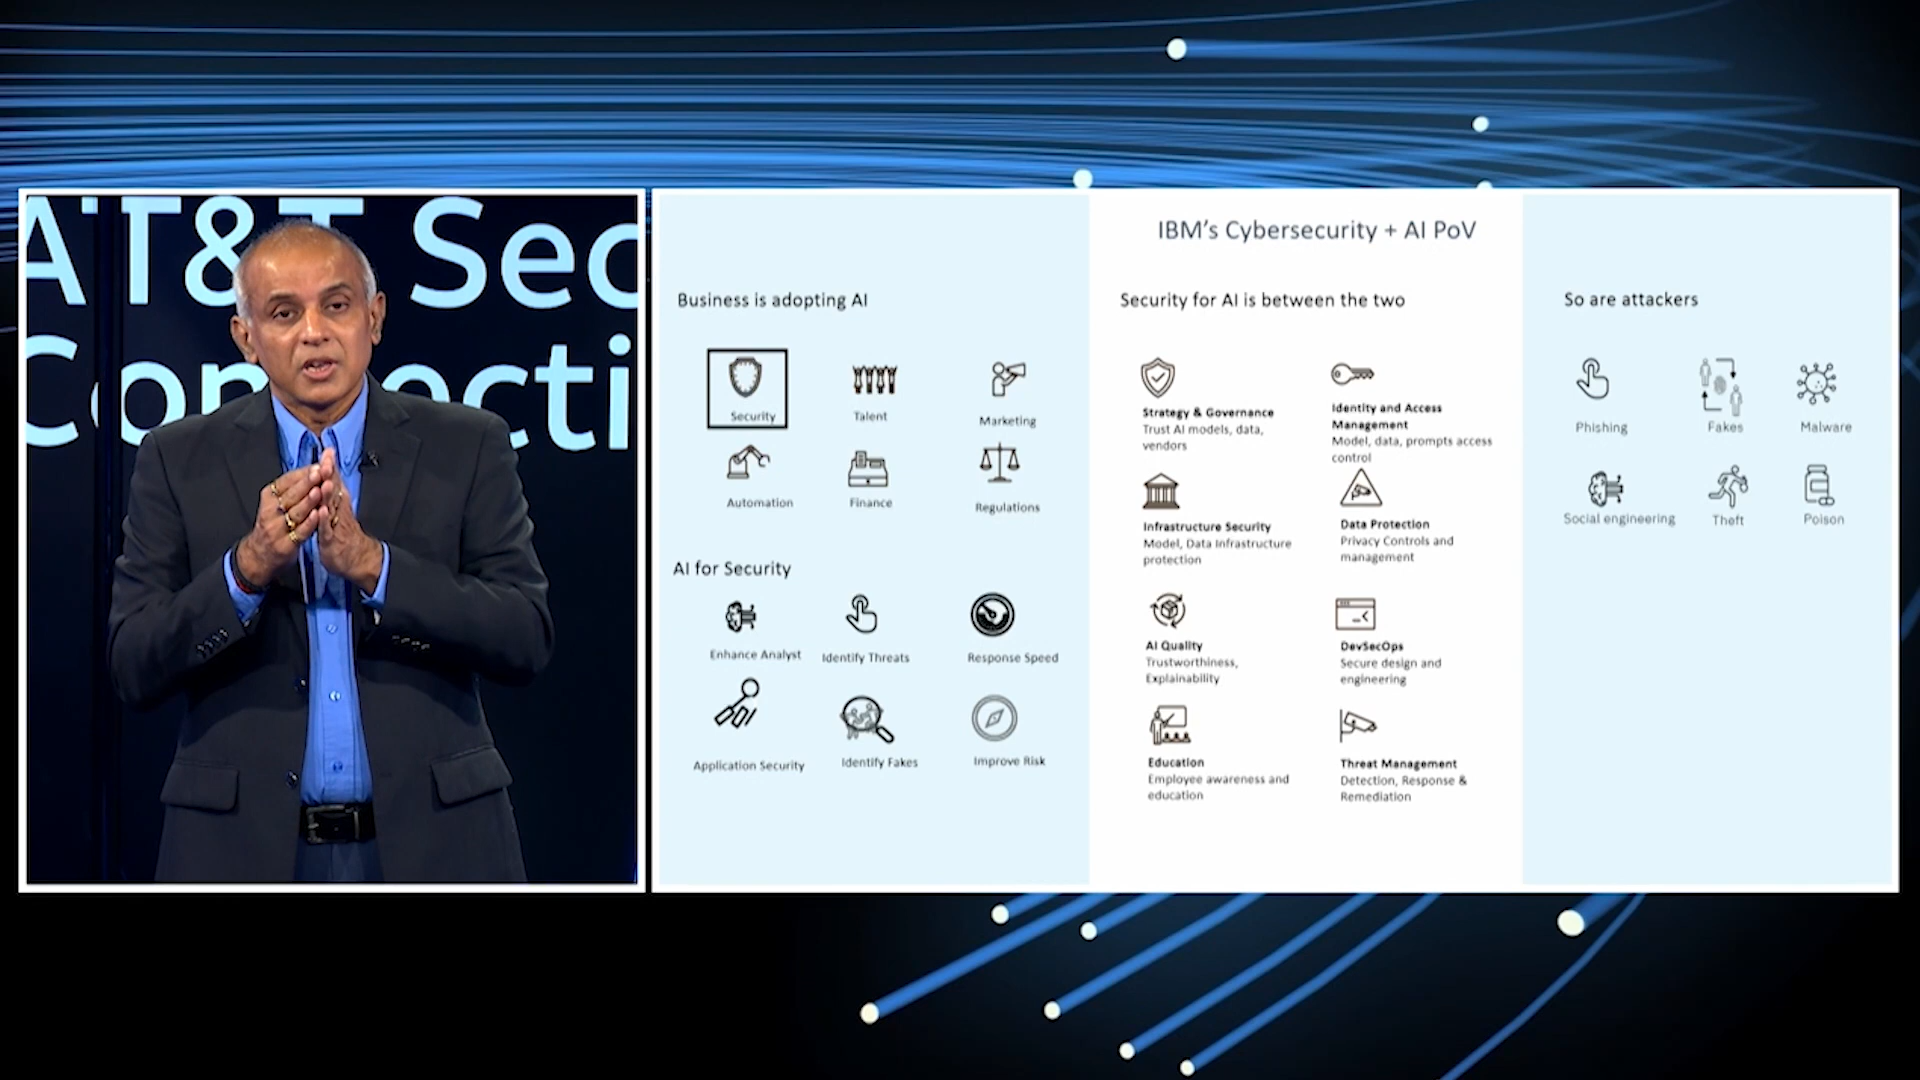 AT&T Sec
Connecti
IBM's Cybersecurity + AI PoV
Business is adopting AI
Security
Talent
Marketing
Automation
Finance
Regulations
AI for Security
Enhance Analyst
Identify Threats
Response Speed
Application Security
Identify Fakes
Improve Risk
Security for AI is between the two
Strategy & Governance
Trust AI models, data,
vendors
Identity and Access
Management
Model, data, prompts access
control
Infrastructure Security
Model, Data Infrastructure
protection
Data Protection
Privacy Controls and
management
AI Quality
Trustworthiness,
Explainability
DevSecOps
Secure design and
engineering
Education
Employee awareness and
education
Threat Management
Detection, Response &
Remediation
So are attackers
Phishing
Fakes
Malware
Social engineering
Theft
Poison